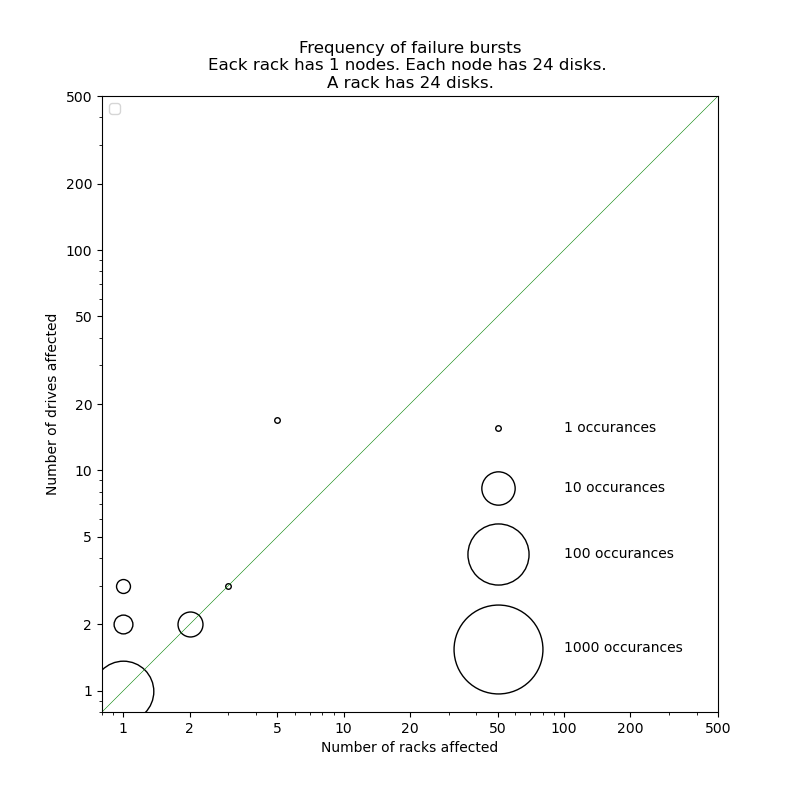 Frequency of failure bursts
Eack rack has 1 nodes. Each node has 24 disks.
A rack has 24 disks.
500
200
100
50
20
10
5
2
1
Number of drives affected
1 occurances
10 occurances
100 occurances
1000 occurances
1 2 5 10 20 50 100 200 500
Number of racks affected